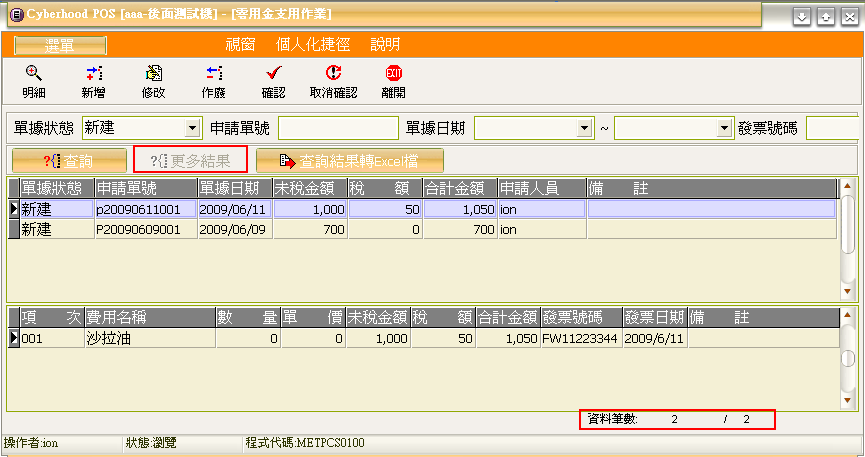 Cyberhood POS [aaa-後面測試機] - [零用金支用作業]
選單 視窗 個人化捷徑 說明
明細 新增 修改 作廢 確認 取消確認 EXIT 離開
單據狀態 新建 申請單號 單據日期 ~ 發票號碼
?{ 查詢 ?{ 更多結果 查詢結果轉Excel檔
單據狀態 申請單號 單據日期 未稅金額 稅 額 合計金額 申請人員 備 註
新建 p20090611001 2009/06/11 1,000 50 1,050 ion
新建 P20090609001 2009/06/09 700 0 700 ion
項 次 費用名稱 數 量 單 價 未稅金額 稅 額 合計金額 發票號碼 發票日期 備 註
001 沙拉油 0 0 1,000 50 1,050 FW11223344 2009/6/11
資料筆數: 2 / 2
操作者:ion 狀態:瀏覽 程式代碼:METPCS0100